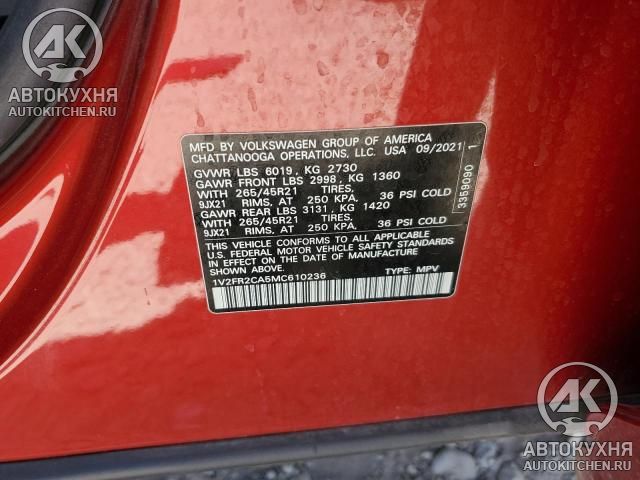 АК
АВТОКУХНЯ
AUTOKITCHEN.RU
MFD BY VOLKSWAGEN GROUP OF AMERICA
CHATTANOOGA OPERATIONS, LLC. USA 09/2021
GVWR LBS 6019, KG 2730
GAWR FRONT LBS 2998, KG 1360
WITH 265/45R21 TIRES,
9JX21 RIMS, AT 250 KPA. 36 PSI COLD
GAWR REAR LBS 3131, KG 1420
WITH 265/45R21 TIRES,
9JX21 RIMS, AT 250 KPA. 36 PSI COLD
THIS VEHICLE CONFORMS TO ALL APPLICABLE
U.S. FEDERAL MOTOR VEHICLE SAFETY STANDARDS
IN EFFECT ON THE DATE OF MANUFACTURE
SHOWN ABOVE.
1V2FR2CA5MC610236 TYPE: MPV
3359090 1
АК
АВТОКУХНЯ
AUTOKITCHEN.RU